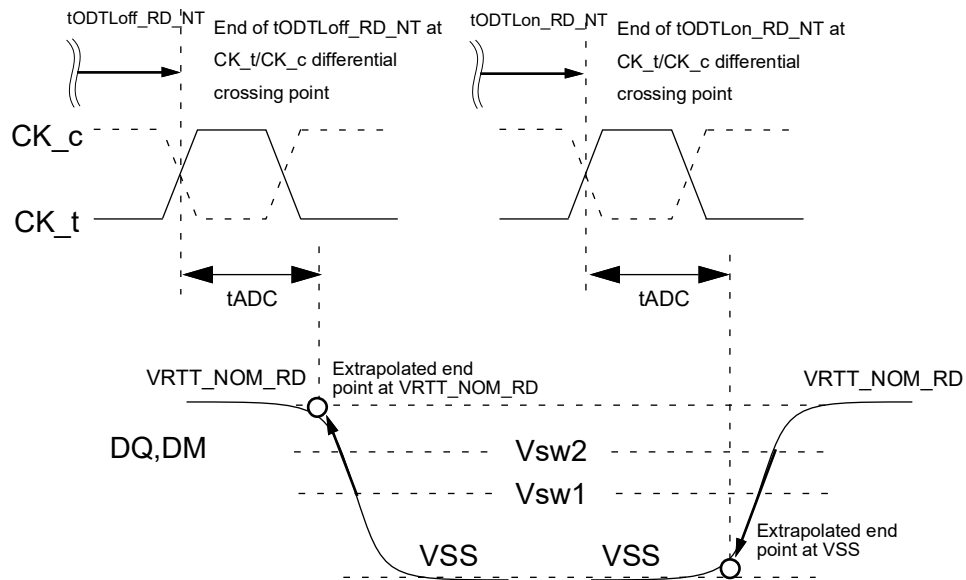 tODTLoff_RD_NT
End of tODTLoff_RD_NT at
CK_t/CK_c differential
crossing point
tODTLon_RD_NT
End of tODTLon_RD_NT at
CK_t/CK_c differential
crossing point
CK_c
CK_t
tADC
tADC
VRTT_NOM_RD
Extrapolated end
point at VRTT_NOM_RD
VRTT_NOM_RD
DQ,DM
Vsw2
Vsw1
VSS
VSS
Extrapolated end
point at VSS